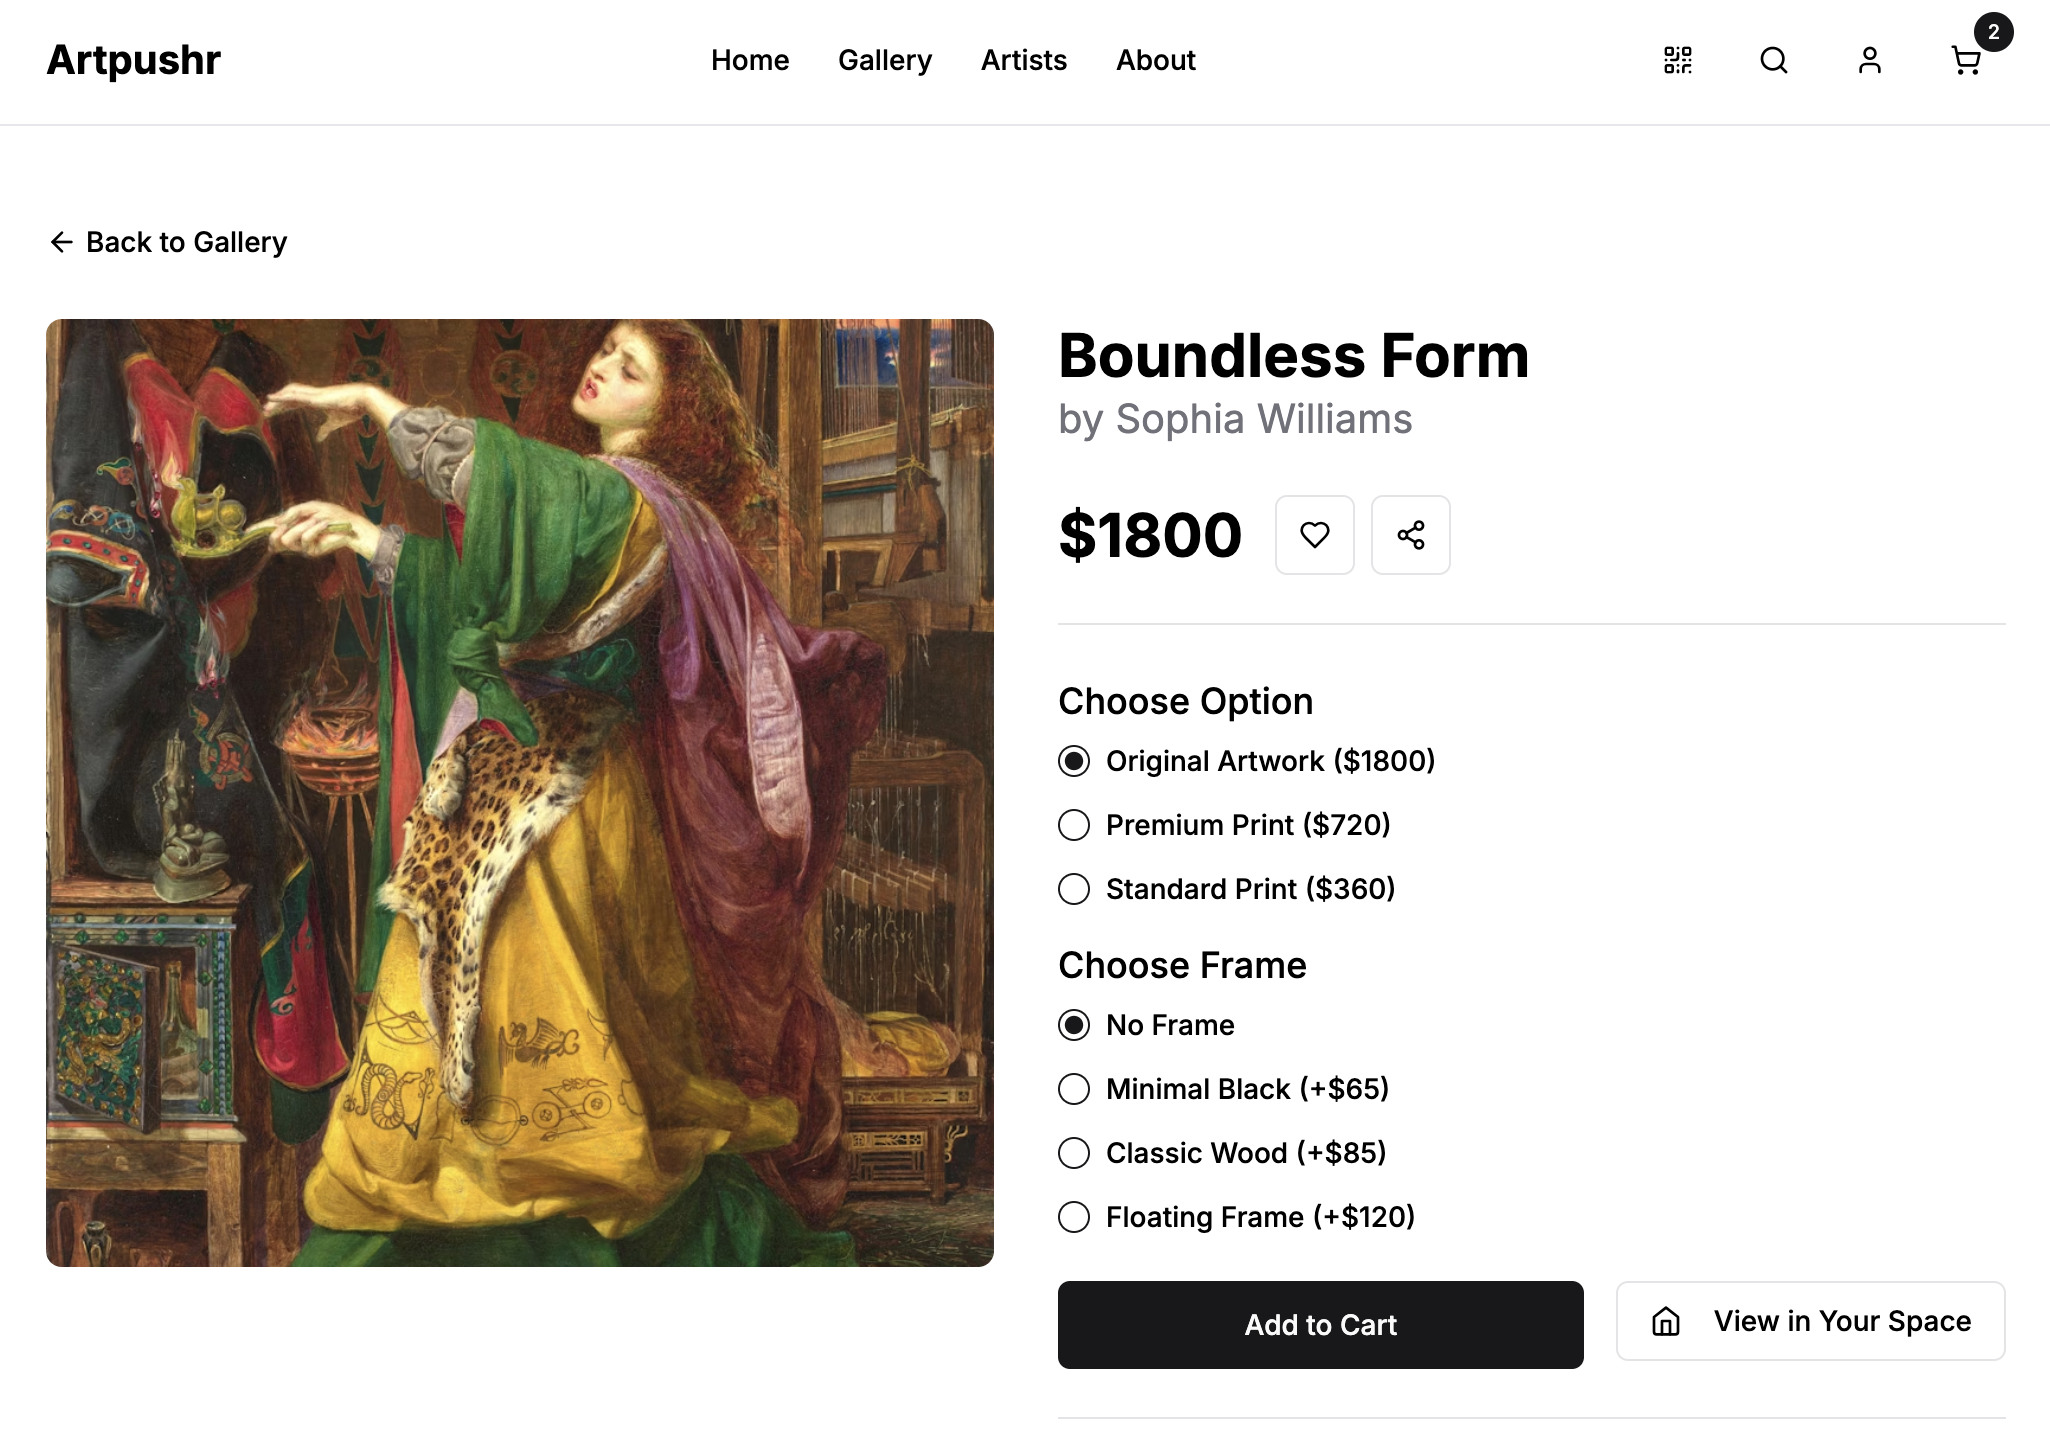 Artpushr
Home Gallery Artists About
2
Back to Gallery
Boundless Form
by Sophia Williams
$1800
Choose Option
Original Artwork ($1800)
Premium Print ($720)
Standard Print ($360)
Choose Frame
No Frame
Minimal Black (+$65)
Classic Wood (+$85)
Floating Frame (+$120)
Add to Cart
View in Your Space